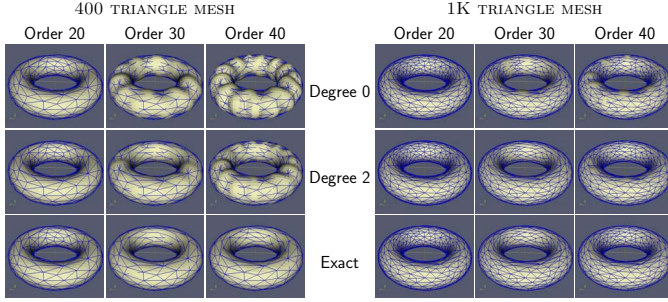 400 TRIANGLE MESH
1K TRIANGLE MESH
Order 20 Order 30 Order 40
Order 20 Order 30 Order 40
Degree 0
Degree 2
Exact